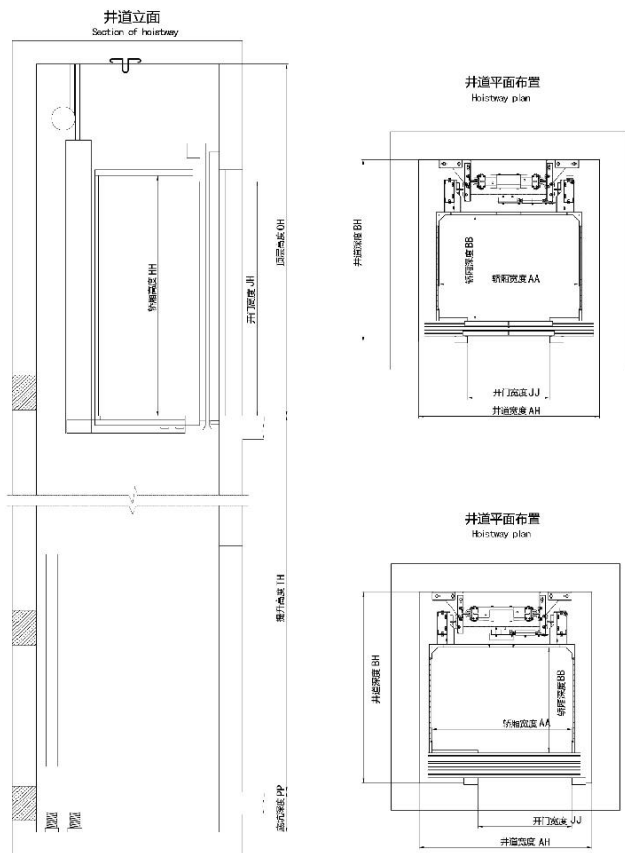 井道立面
Section of hoistway
顶层高度 OH
轿厢高度 HH
开门高度 JH
提升高度 TH
底坑深度 PP
井道平面布置
Hoistway plan
井道深度 BH
轿厢深度 BB
轿厢宽度 AA
开门宽度 JJ
井道宽度 AH
井道平面布置
Hoistway plan
井道深度 BH
轿厢深度 BB
轿厢宽度 AA
开门宽度 JJ
井道宽度 AH